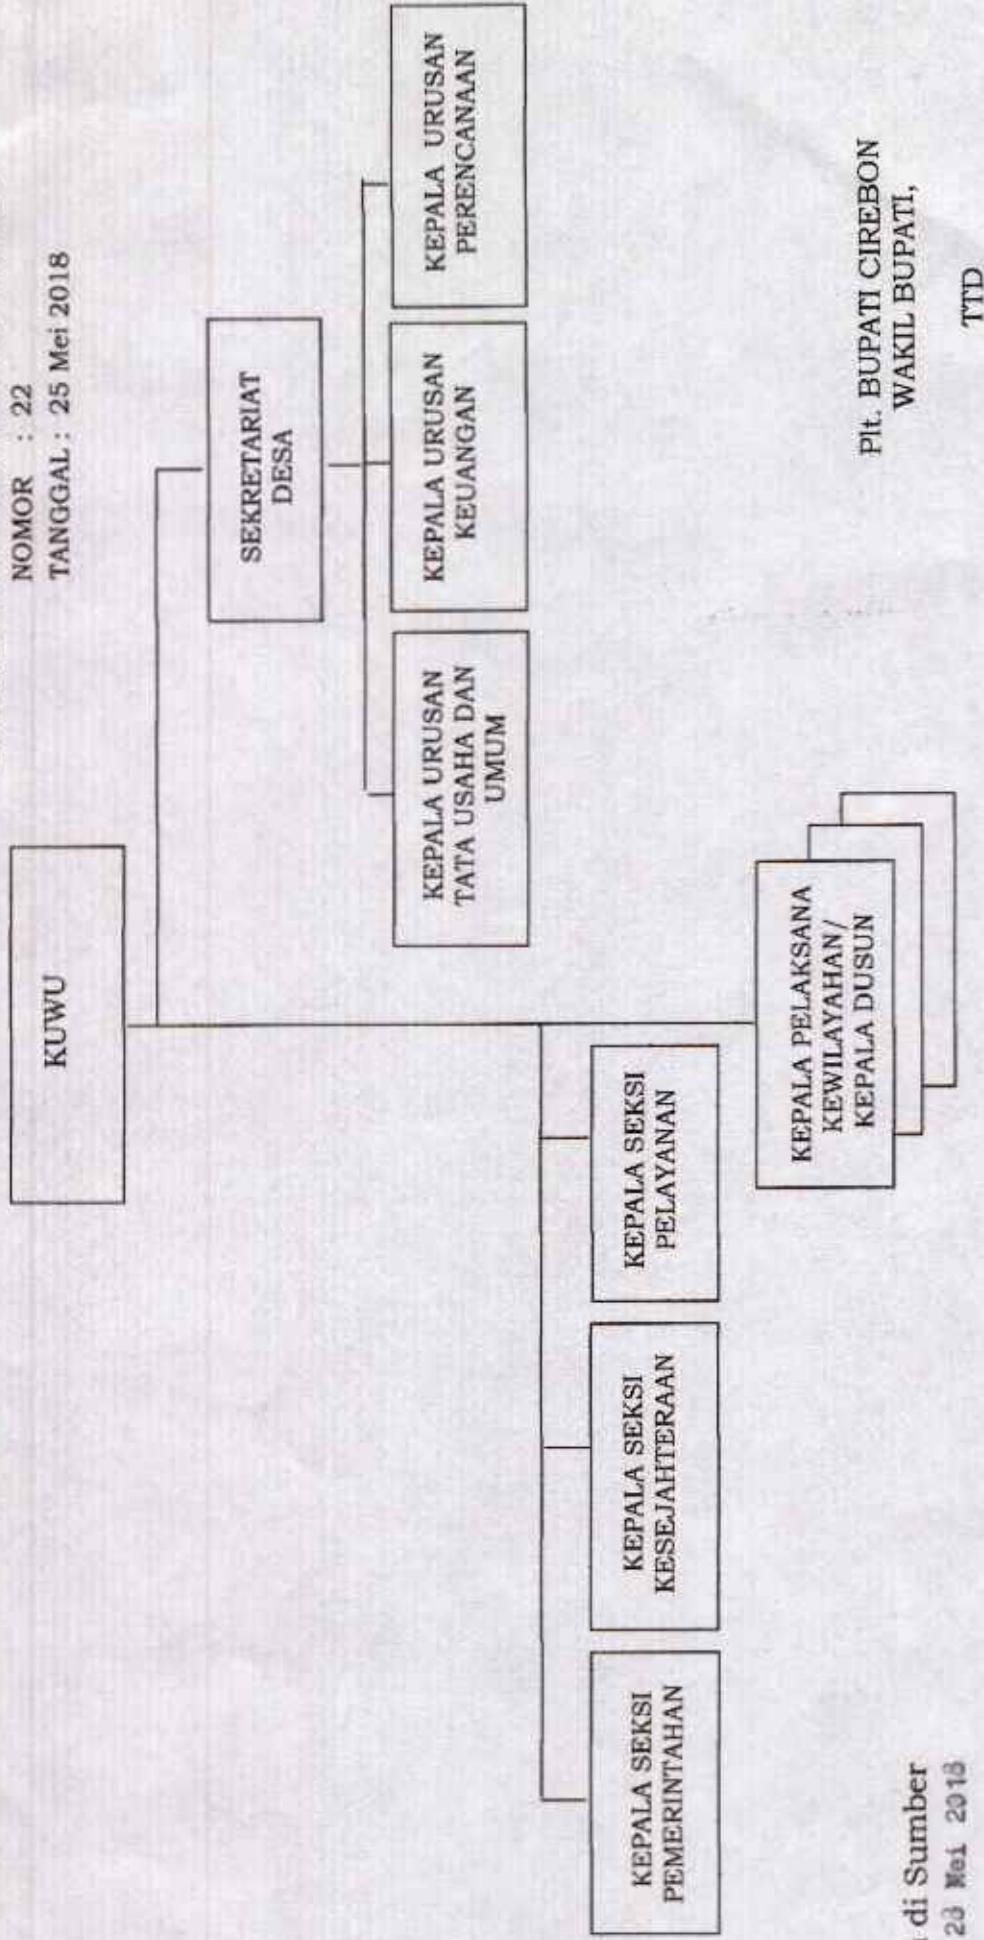 NOMOR : 22
TANGGAL : 25 Mei 2018
KUWU
SEKRETARIAT
DESA
KEPALA URUSAN
TATA USAHA DAN
UMUM
KEPALA URUSAN
KEUANGAN
KEPALA URUSAN
PERENCANAAN
KEPALA SEKSI
PEMERINTAHAN
KEPALA SEKSI
KESEJAHTERAAN
KEPALA SEKSI
PELAYANAN
KEPALA PELAKSANA
KEWILAYAHAN/
KEPALA DUSUN
di Sumber
28 Mei 2018
Plt. BUPATI CIREBON
WAKIL BUPATI,
TTD